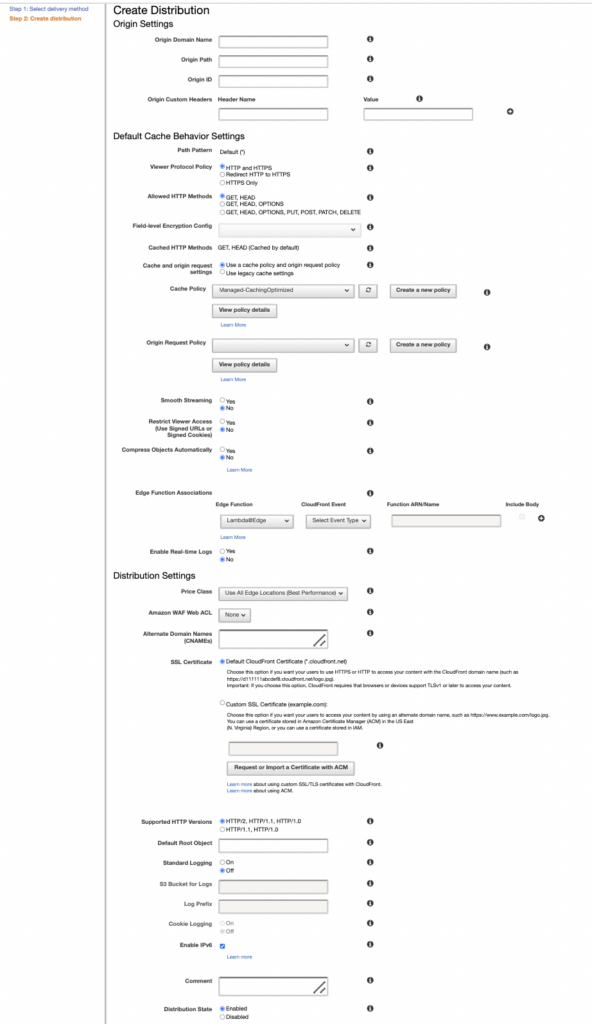 Step 1: Select delivery method
Step 2: Create distribution
Create Distribution
Origin Settings
Origin Domain Name
Origin Path
Origin ID
Origin Custom Headers Header Name Value
Default Cache Behavior Settings
Path Pattern Default (*)
Viewer Protocol Policy HTTP and HTTPS
Redirect HTTP to HTTPS
HTTPS Only
Allowed HTTP Methods GET, HEAD
GET, HEAD, OPTIONS
GET, HEAD, OPTIONS, PUT, POST, PATCH, DELETE
Field-level Encryption Config
Cached HTTP Methods GET, HEAD (Cached by default)
Cache and origin request settings Use a cache policy and origin request policy
Use legacy cache settings
Cache Policy Managed-CachingOptimized Create a new policy
View policy details
Learn More
Origin Request Policy Create a new policy
View policy details
Learn More
Smooth Streaming Yes
No
Restrict Viewer Access Yes
(Use Signed URLs or No
Signed Cookies)
Compress Objects Automatically Yes
No
Learn More
Edge Function Associations
Edge Function CloudFront Event Function ARN/Name Include Body
Lambda@Edge Select Event Type
Learn More
Enable Real-time Logs Yes
No
Distribution Settings
Price Class Use All Edge Locations (Best Performance)
Amazon WAF Web ACL None
Alternate Domain Names
(CNAMEs)
SSL Certificate Default CloudFront Certificate (*.cloudfront.net)
Choose this option if you want your users to use HTTPS or HTTP to access your content with the CloudFront domain name (such as
https://d111111abcdef8.cloudfront.net/logo.jpg).
Important: If you choose this option, CloudFront requires that browsers or devices support TLSv1 or later to access your content.
Custom SSL Certificate (example.com):
Choose this option if you want your users to access your content by using an alternate domain name, such as https://www.example.com/logo.jpg.
You can use a certificate stored in Amazon Certificate Manager (ACM) in the US East
(N. Virginia) Region, or you can use a certificate stored in IAM.
Request or Import a Certificate with ACM
Learn more about using custom SSL/TLS certificates with CloudFront.
Learn more about using ACM.
Supported HTTP Versions HTTP/2, HTTP/1.1, HTTP/1.0
HTTP/1.1, HTTP/1.0
Default Root Object
Standard Logging On
Off
S3 Bucket for Logs
Log Prefix
Cookie Logging On
Off
Enable IPv6
Learn more
Comment
Distribution State Enabled
Disabled